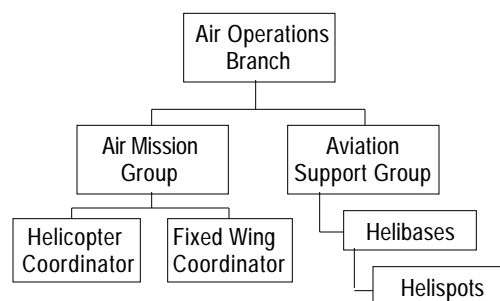 Air Operations
Branch
Air Mission
Group
Aviation
Support Group
Helicopter
Coordinator
Fixed Wing
Coordinator
Helibases
Helispots